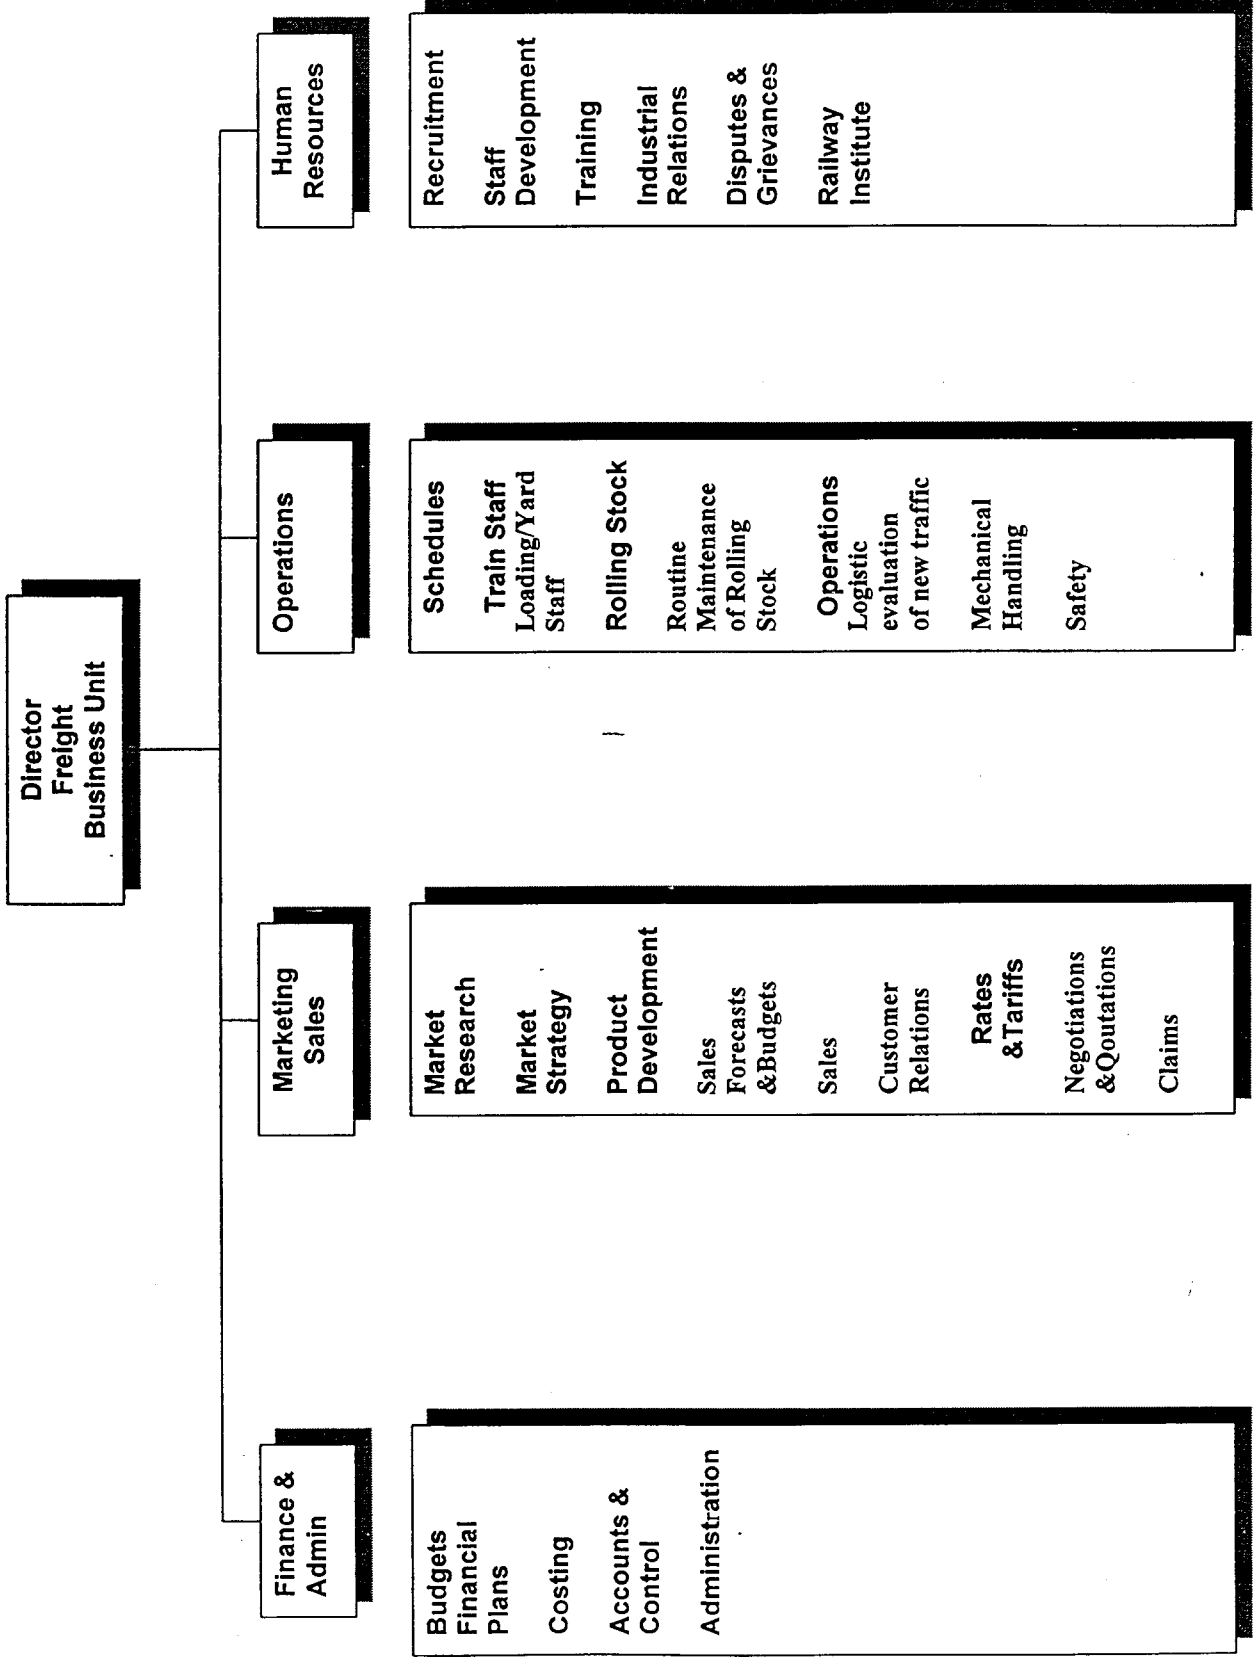 Director
Freight
Business Unit
Finance &
Admin
Budgets
Financial
Plans
Costing
Accounts &
Control
Administration
Marketing
Sales
Market
Research
Market
Strategy
Product
Development
Sales
Forecasts
&Budgets
Sales
Customer
Relations
Rates
&Tariffs
Negotiations
&Qoutations
Claims
Operations
Schedules
Train Staff
Loading/Yard
Staff
Rolling Stock
Routine
Maintenance
of Rolling
Stock
Operations
Logistic
evaluation
of new traffic
Mechanical
Handling
Safety
Human
Resources
Recruitment
Staff
Development
Training
Industrial
Relations
Disputes &
Grievances
Railway
Institute